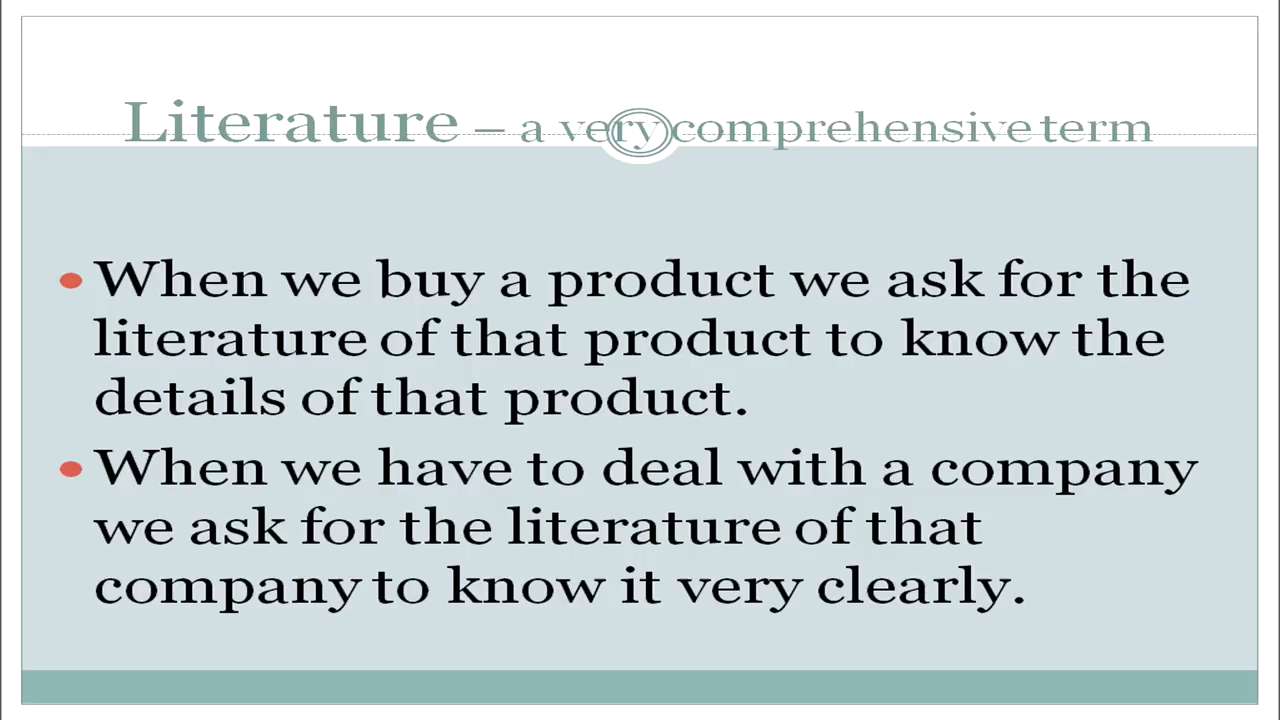 Literature – a very comprehensive term
• When we buy a product we ask for the
literature of that product to know the
details of that product.
• When we have to deal with a company
we ask for the literature of that
company to know it very clearly.